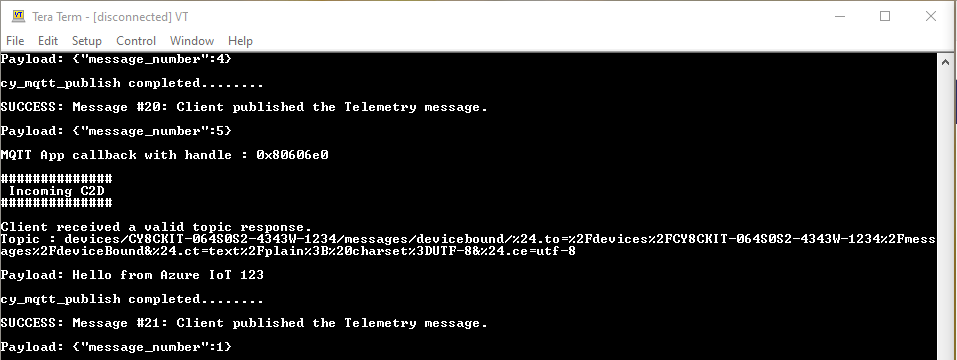 VT Tera Term - [disconnected] VT
File Edit Setup Control Window Help
Payload: {"message_number":4}
cy_mqtt_publish completed........
SUCCESS: Message #20: Client published the Telemetry message.
Payload: {"message_number":5}
MQTT App callback with handle : 0x80606e0
##############
Incoming C2D
##############
Client received a valid topic response.
Topic : devices/CY8CKIT-064S0S2-4343W-1234/messages/devicebound/%24.to=%2Fdevices%2FCY8CKIT-064S0S2-4343W-1234%2Fmess
ages%2FdeviceBound&%24.ct=text%2Fplain%3B%20charset%3DUTF-8&%24.ce=utf-8
Payload: Hello from Azure IoT 123
cy_mqtt_publish completed........
SUCCESS: Message #21: Client published the Telemetry message.
Payload: {"message_number":1}